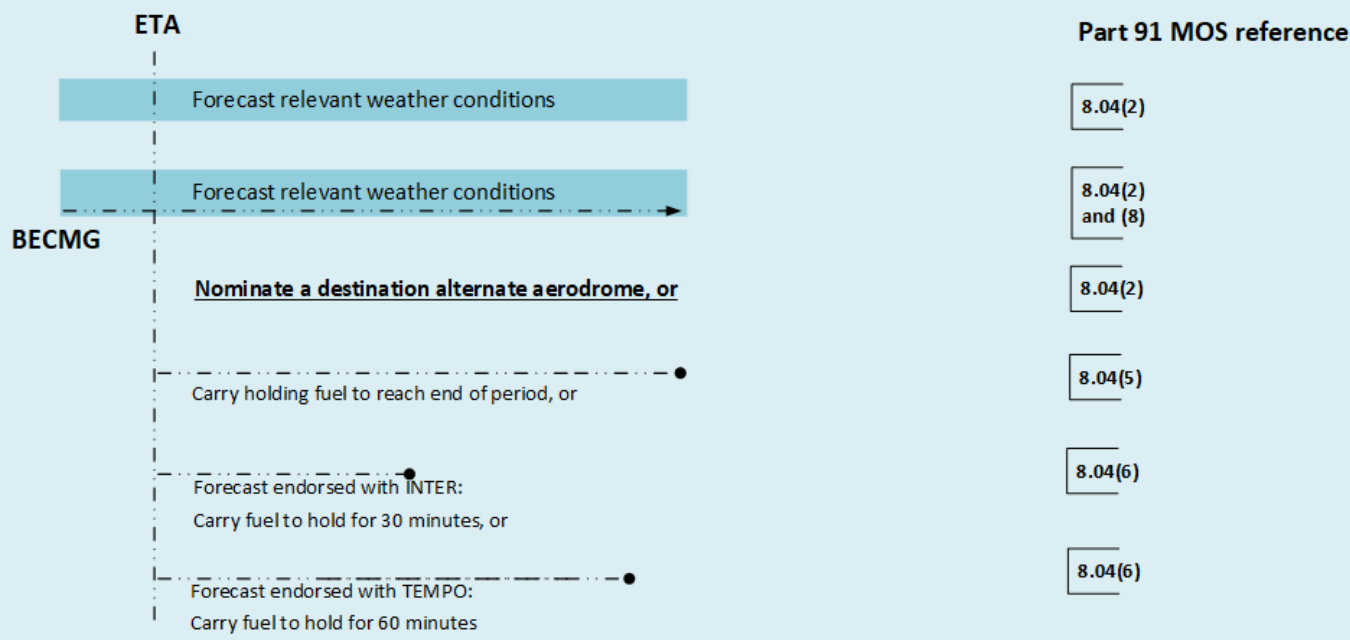 ETA
Part 91 MOS reference
Forecast relevant weather conditions
8.04(2)
Forecast relevant weather conditions
8.04(2)
and (8)
BECMG
Nominate a destination alternate aerodrome, or
8.04(2)
Carry holding fuel to reach end of period, or
8.04(5)
Forecast endorsed with INTER:
Carry fuel to hold for 30 minutes, or
8.04(6)
Forecast endorsed with TEMPO:
Carry fuel to hold for 60 minutes
8.04(6)